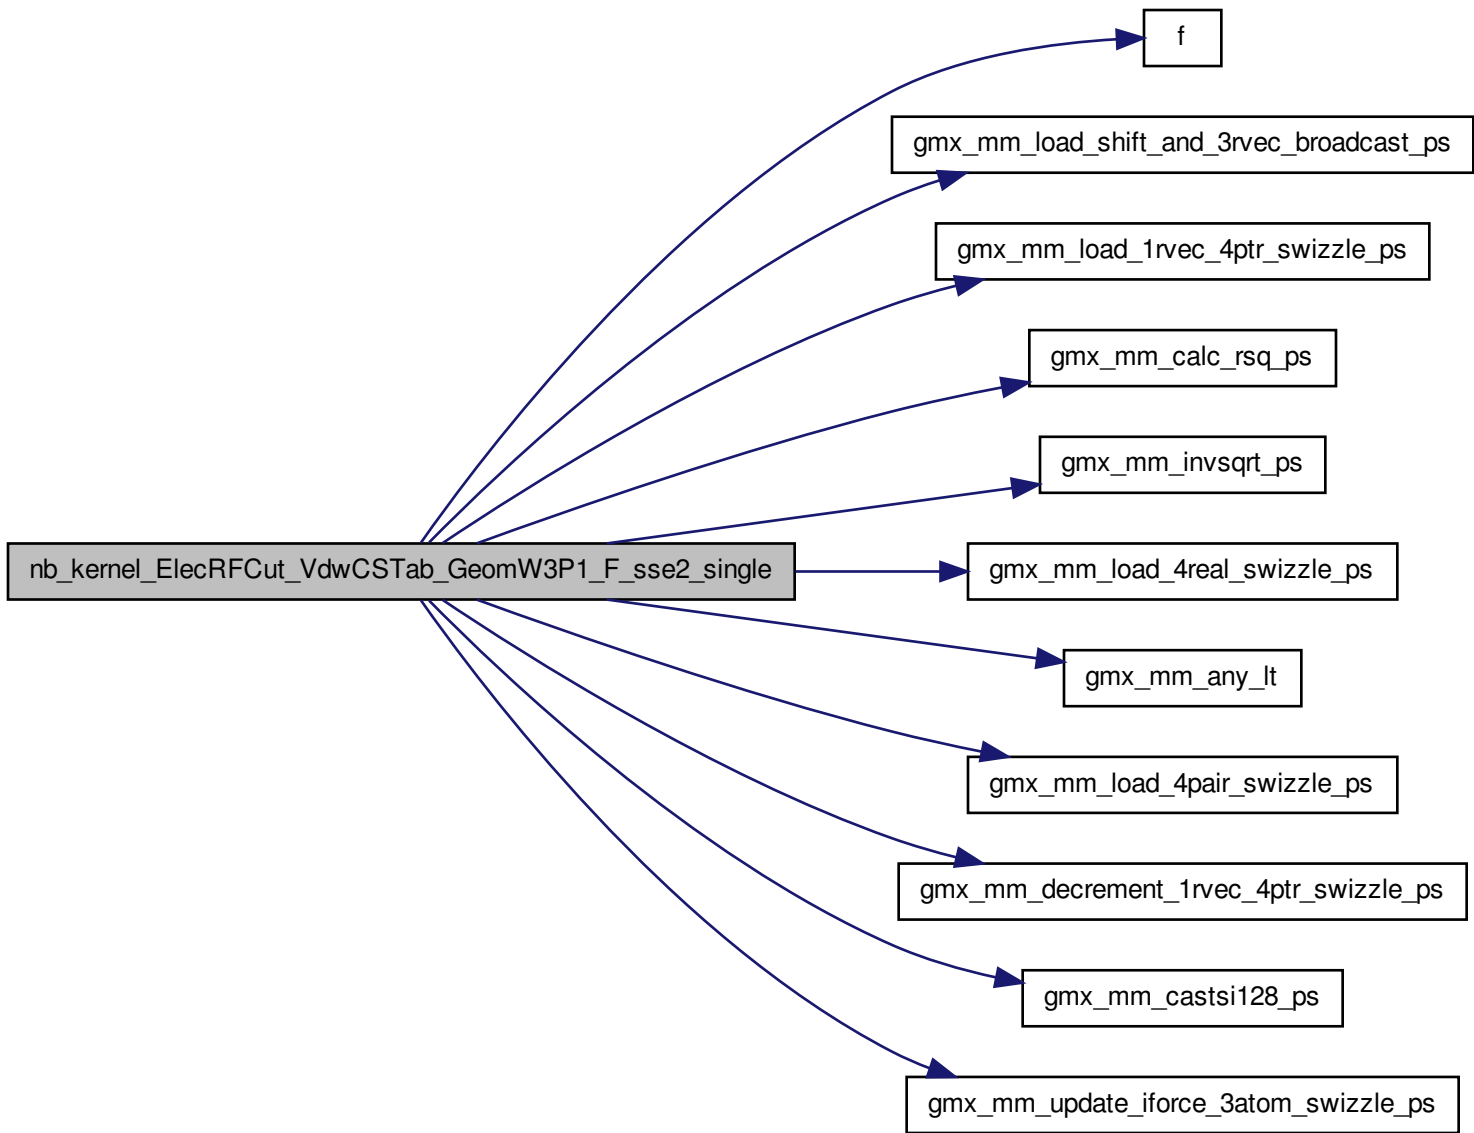 f
gmx_mm_load_shift_and_3rvec_broadcast_ps
gmx_mm_load_1rvec_4ptr_swizzle_ps
gmx_mm_calc_rsq_ps
gmx_mm_invsqrt_ps
nb_kernel_ElecRFCut_VdwCSTab_GeomW3P1_F_sse2_single
gmx_mm_load_4real_swizzle_ps
gmx_mm_any_lt
gmx_mm_load_4pair_swizzle_ps
gmx_mm_decrement_1rvec_4ptr_swizzle_ps
gmx_mm_castsi128_ps
gmx_mm_update_iforce_3atom_swizzle_ps